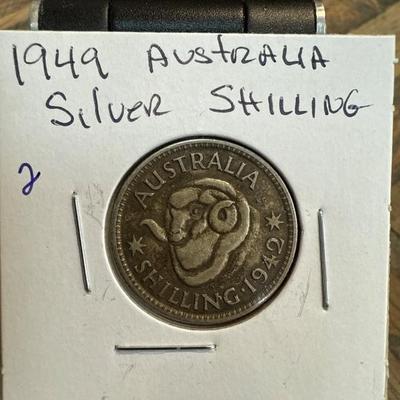 1949 AUSTRALIA
SILVER SHILLING
2
AUSTRALIA
SHILLING · 1942